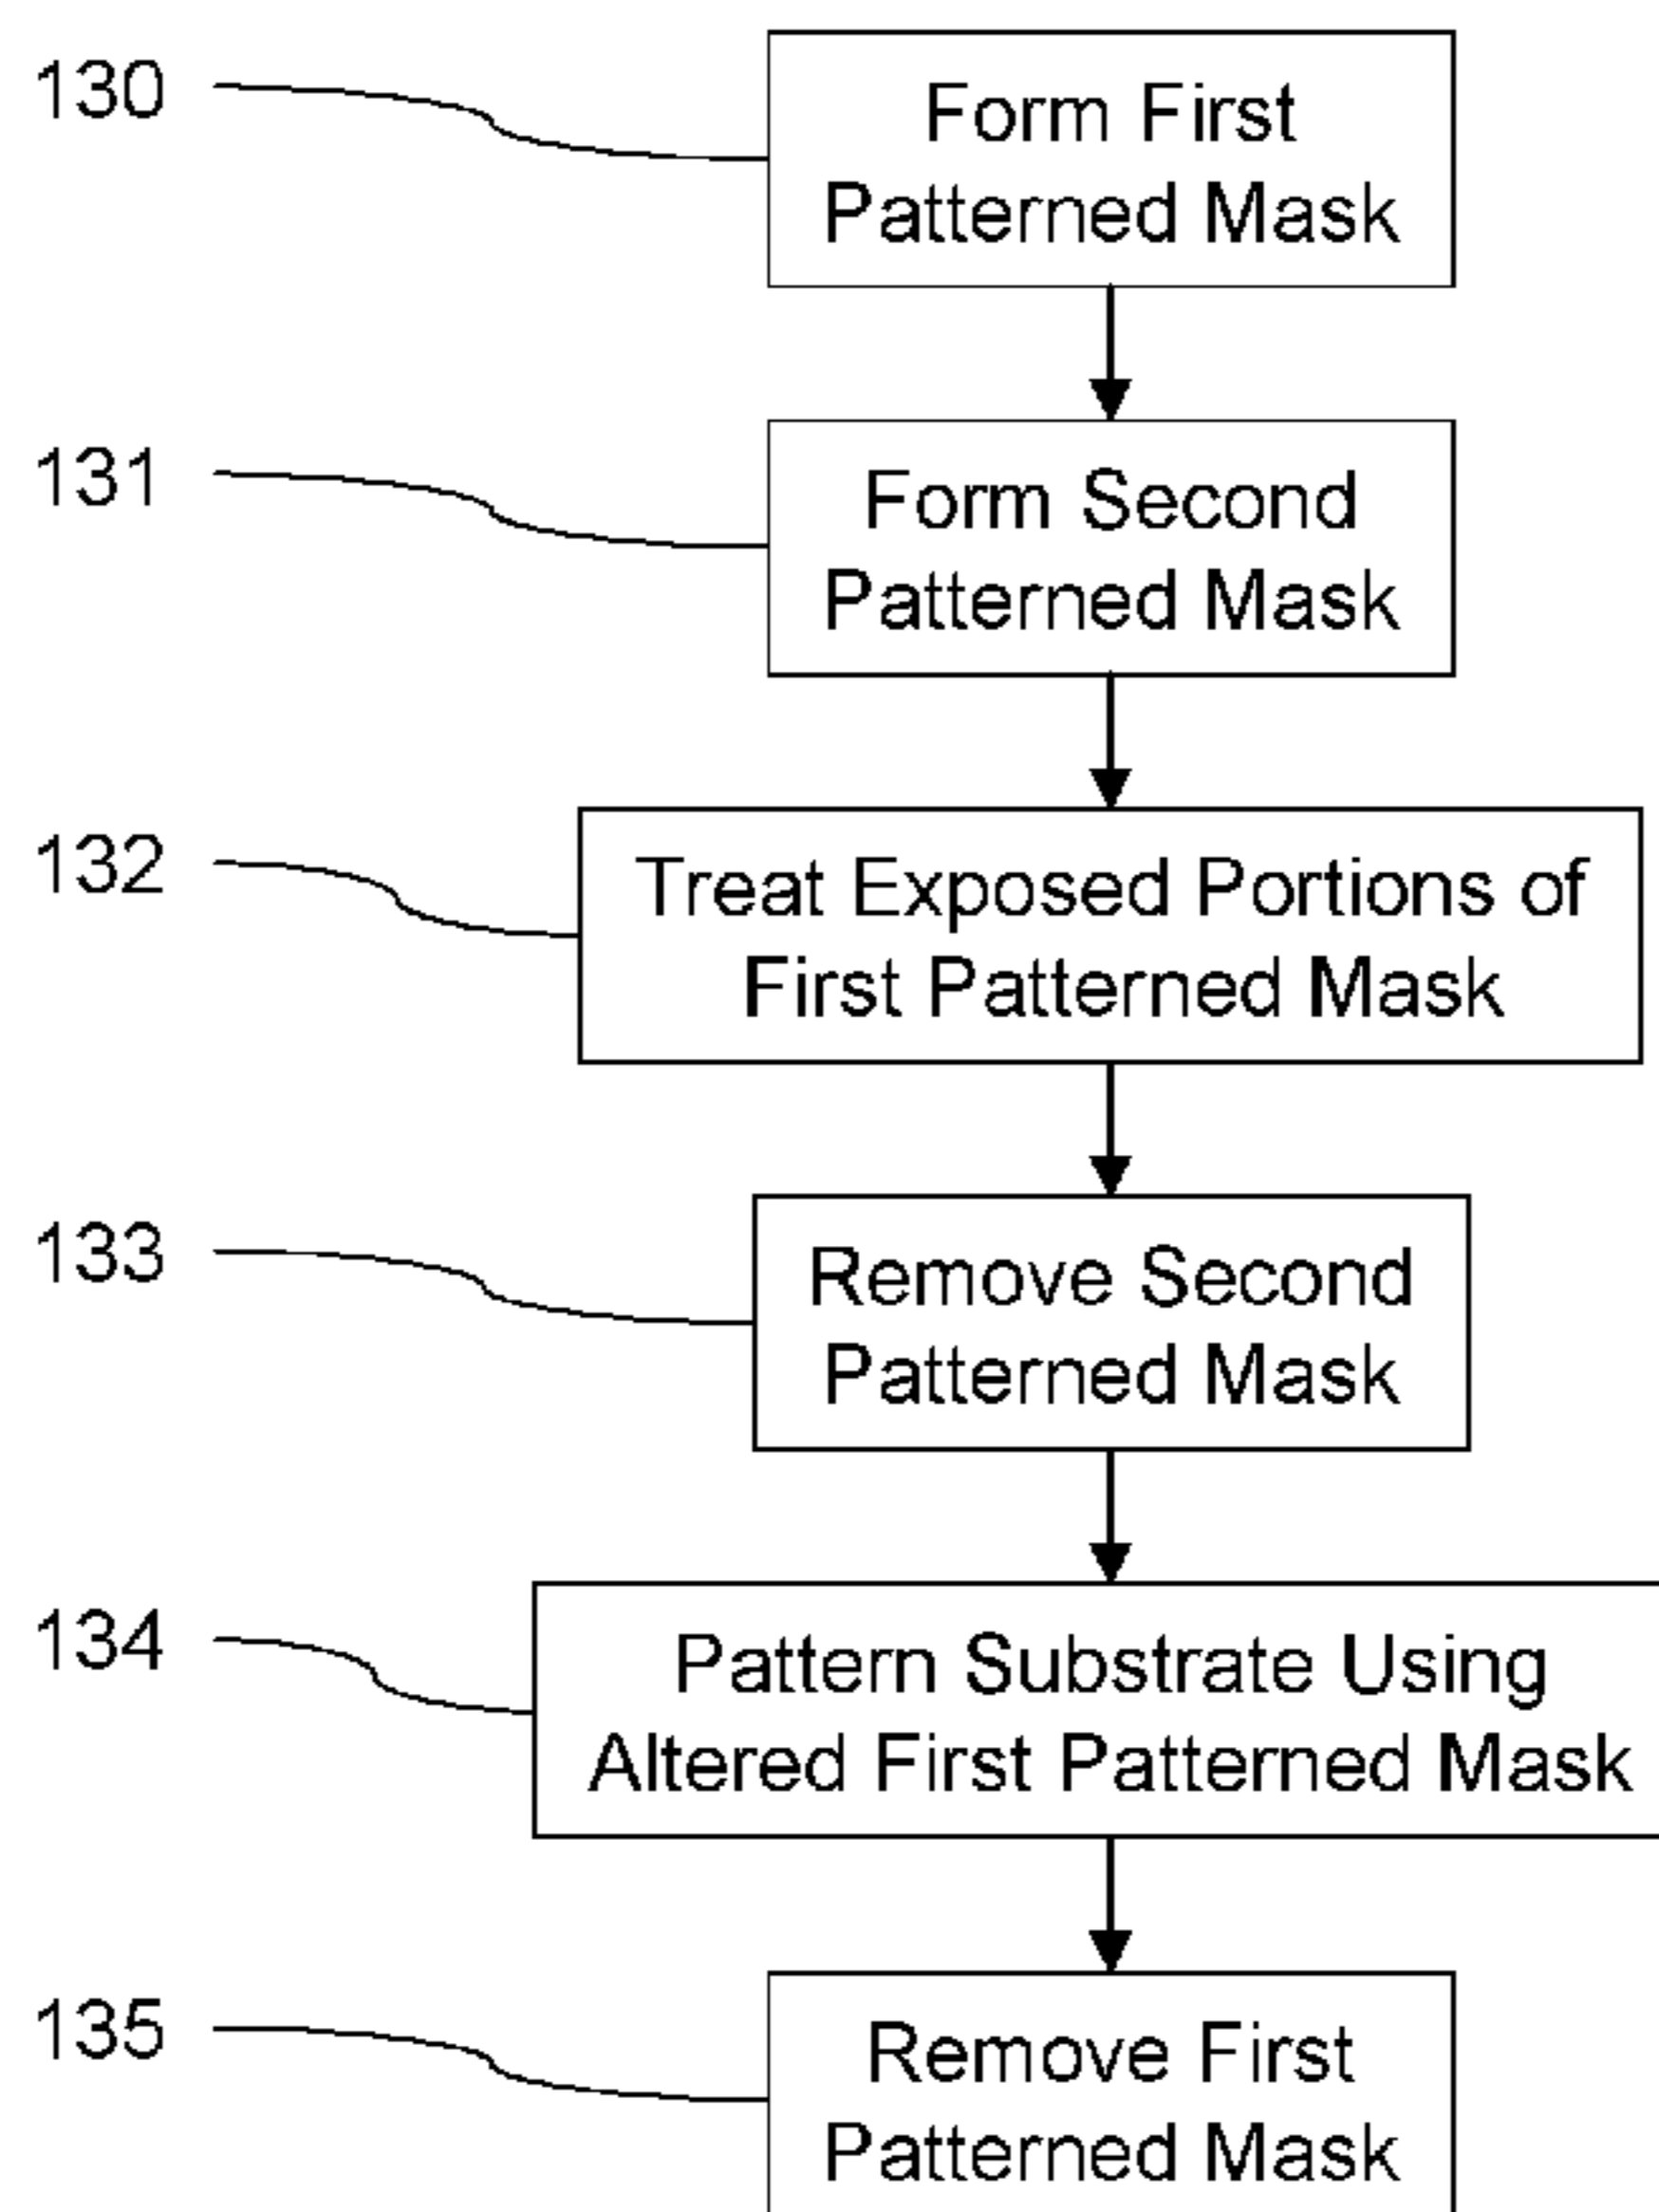 130
Form First
Patterned Mask
131
Form Second
Patterned Mask
132
Treat Exposed Portions of
First Patterned Mask
133
Remove Second
Patterned Mask
134
Pattern Substrate Using
Altered First Patterned Mask
135
Remove First
Patterned Mask